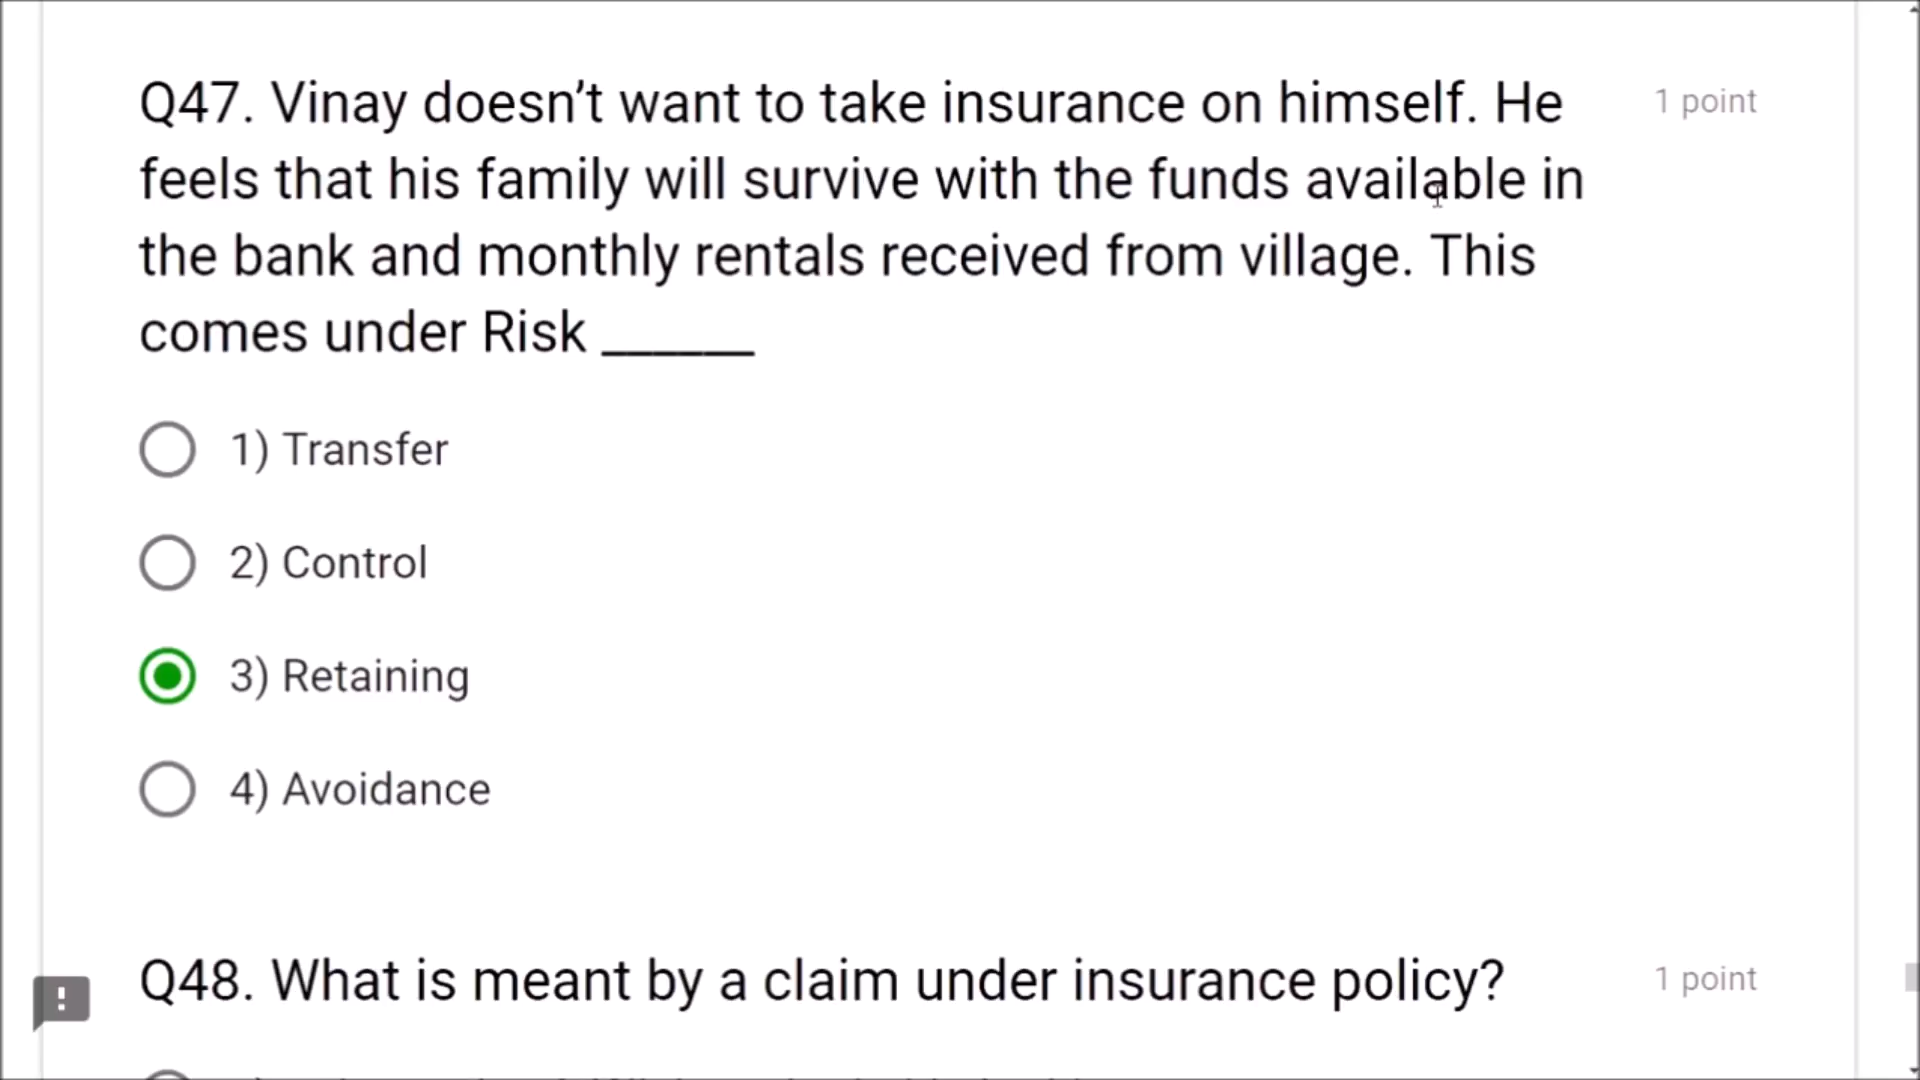 Q47. Vinay doesn’t want to take insurance on himself. He
1 point
feels that his family will survive with the funds available in
the bank and monthly rentals received from village. This
comes under Risk ______
1) Transfer
2) Control
3) Retaining
4) Avoidance
Q48. What is meant by a claim under insurance policy?
1 point